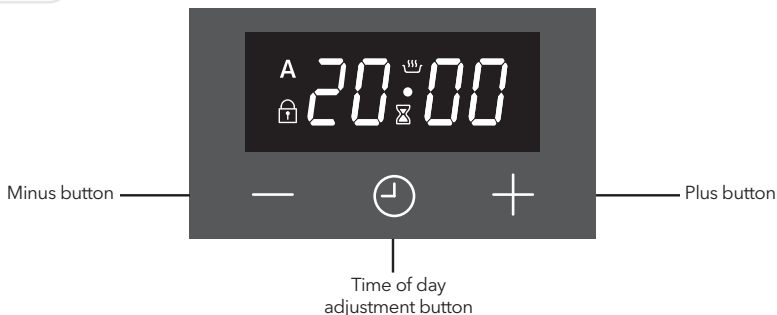 A 20:00
Minus button
Plus button
Time of day
adjustment button